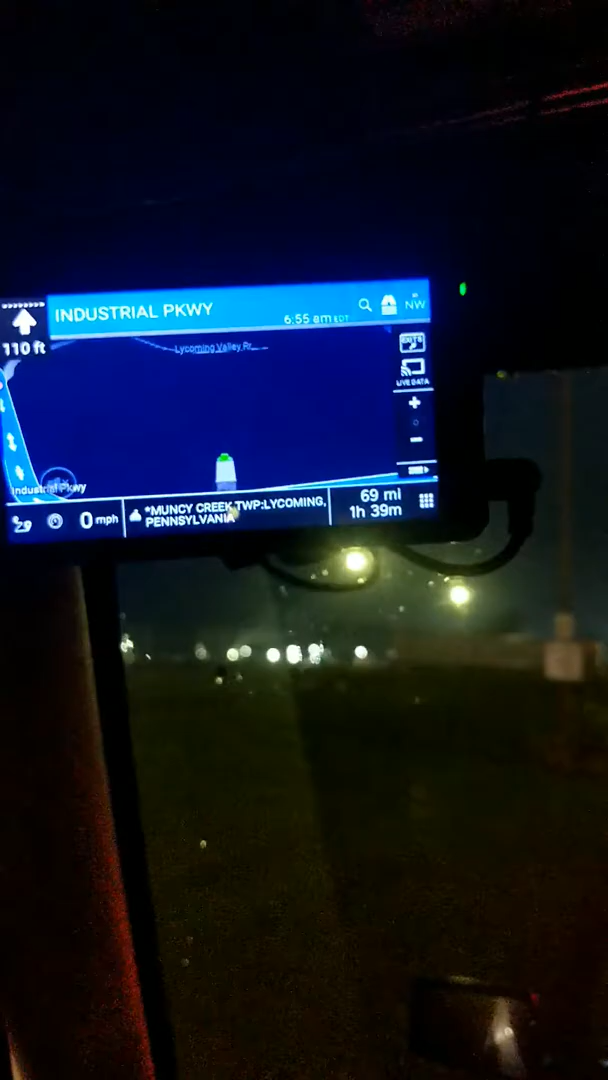 INDUSTRIAL PKWY
6:55 am EDT
NW
110 ft
Lycoming Valley Rr
EXITS
LIVE DATA
Industrial Pkwy
0 mph
*MUNCY CREEK TWP:LYCOMING,
PENNSYLVANIA
69 mi
1h 39m